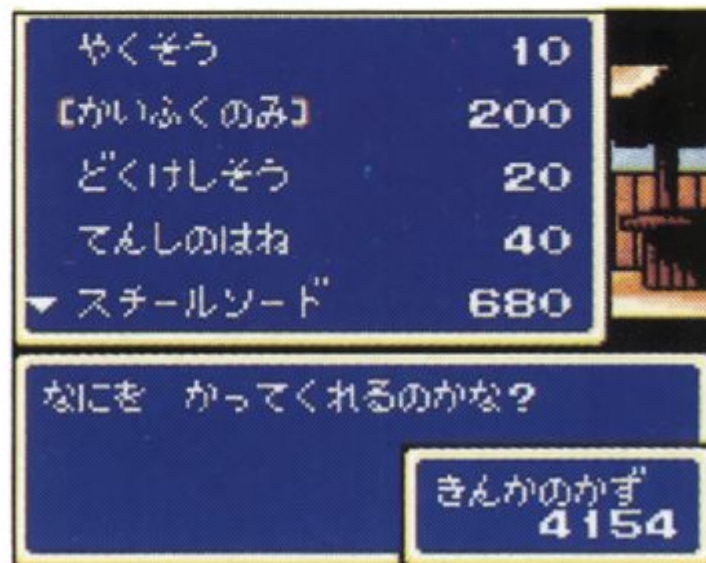 やくそう 10
【かいふくのみ】 200
どくけしそう 20
てんしのはね 40
▼ スチールソード 680
なにを かってくれるのかな?
きんかのかず
4154